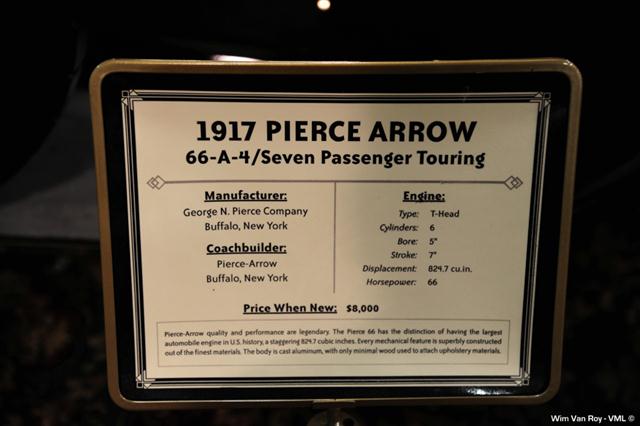 1917 PIERCE ARROW
66-A-4/Seven Passenger Touring
Manufacturer:
George N. Pierce Company
Buffalo, New York
Coachbuilder:
Pierce-Arrow
Buffalo, New York
Engine:
Type: T-Head
Cylinders: 6
Bore: 5"
Stroke: 7"
Displacement: 824.7 cu.in.
Horsepower: 66
Price When New: $8,000
Pierce-Arrow quality and performance are legendary. The Pierce 66 has the distinction of having the largest
automobile engine in U.S. history, a staggering 824.7 cubic inches. Every mechanical feature is superbly constructed
out of the finest materials. The body is cast aluminum, with only minimal wood used to attach upholstery materials.
Wim Van Roy - VML ©